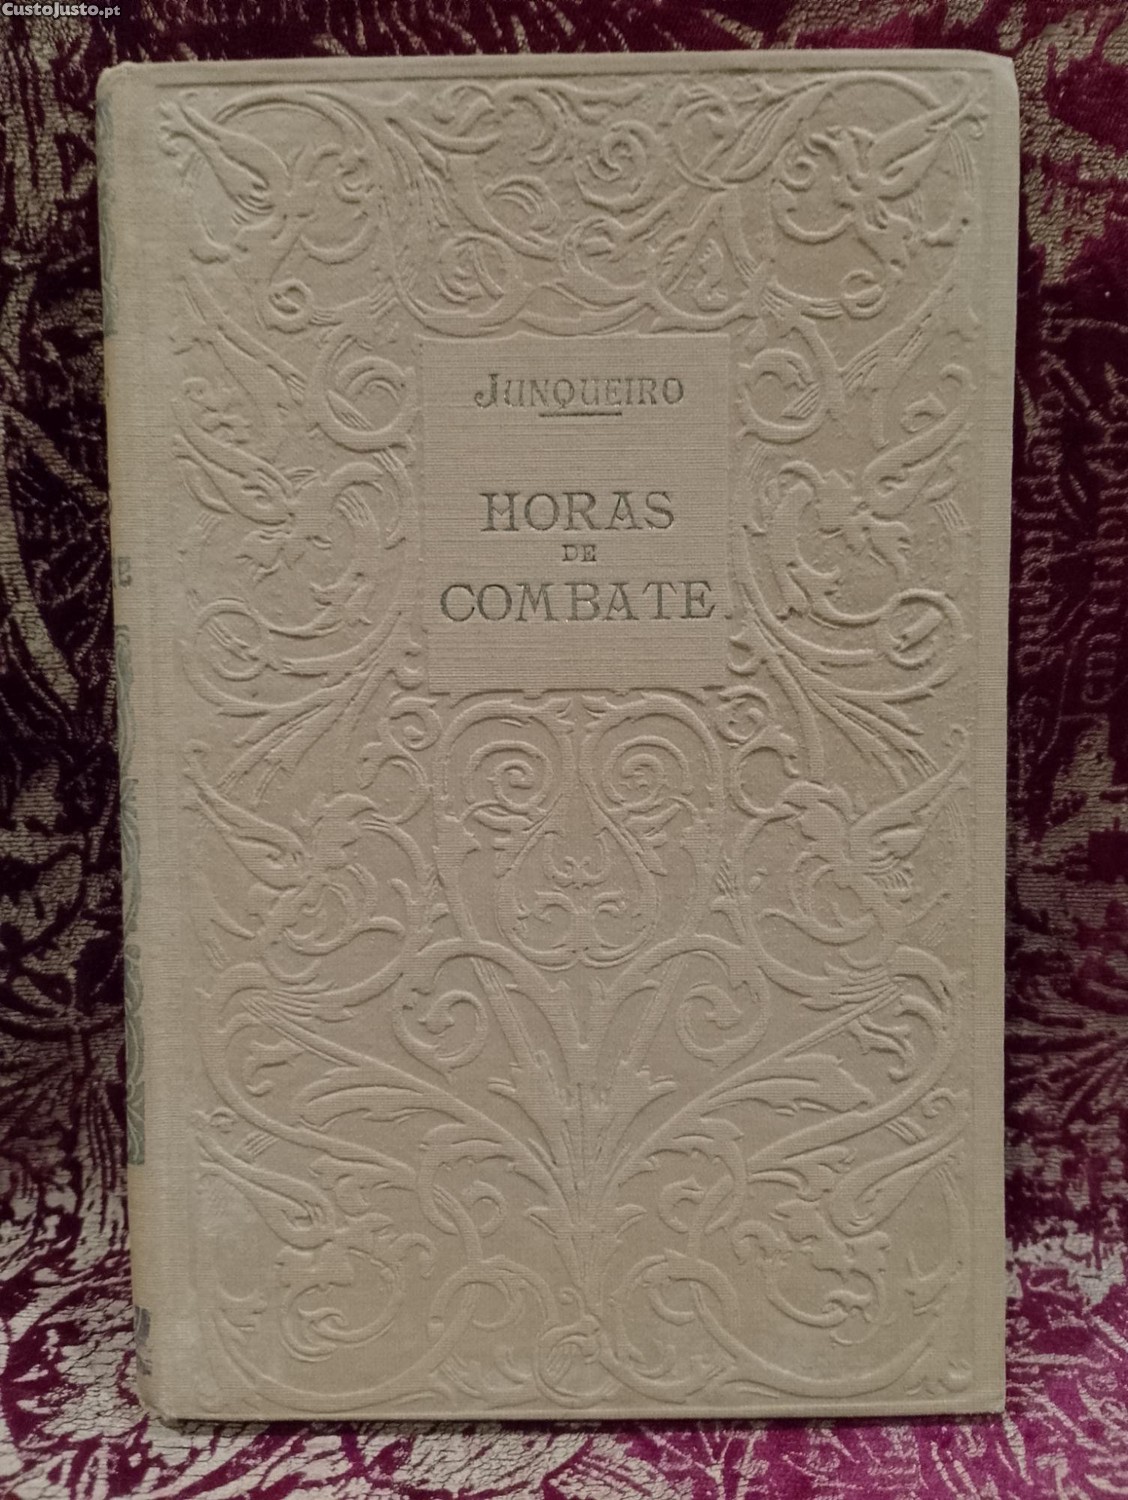 CustoJusto.pt
JUNQUEIRO
HORAS
DE
COMBATE